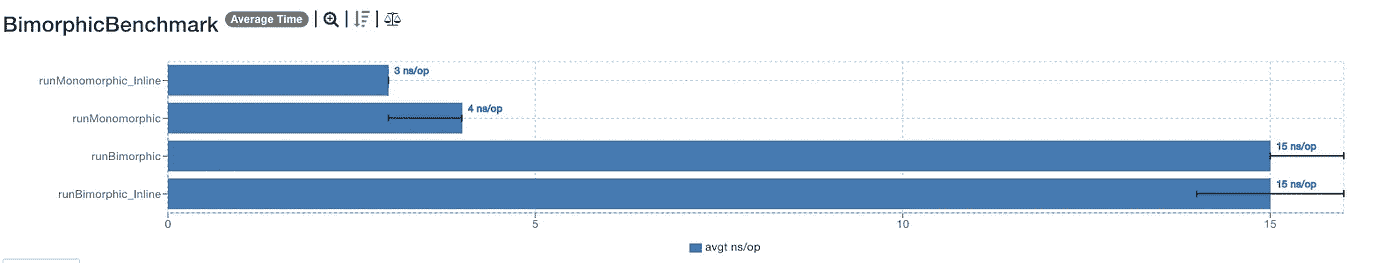 BimorphicBenchmark Average Time
runMonomorphic_Inline 3 ns/op
runMonomorphic 4 ns/op
runBimorphic 15 ns/op
runBimorphic_Inline 15 ns/op
0 5 10 15
avgt ns/op